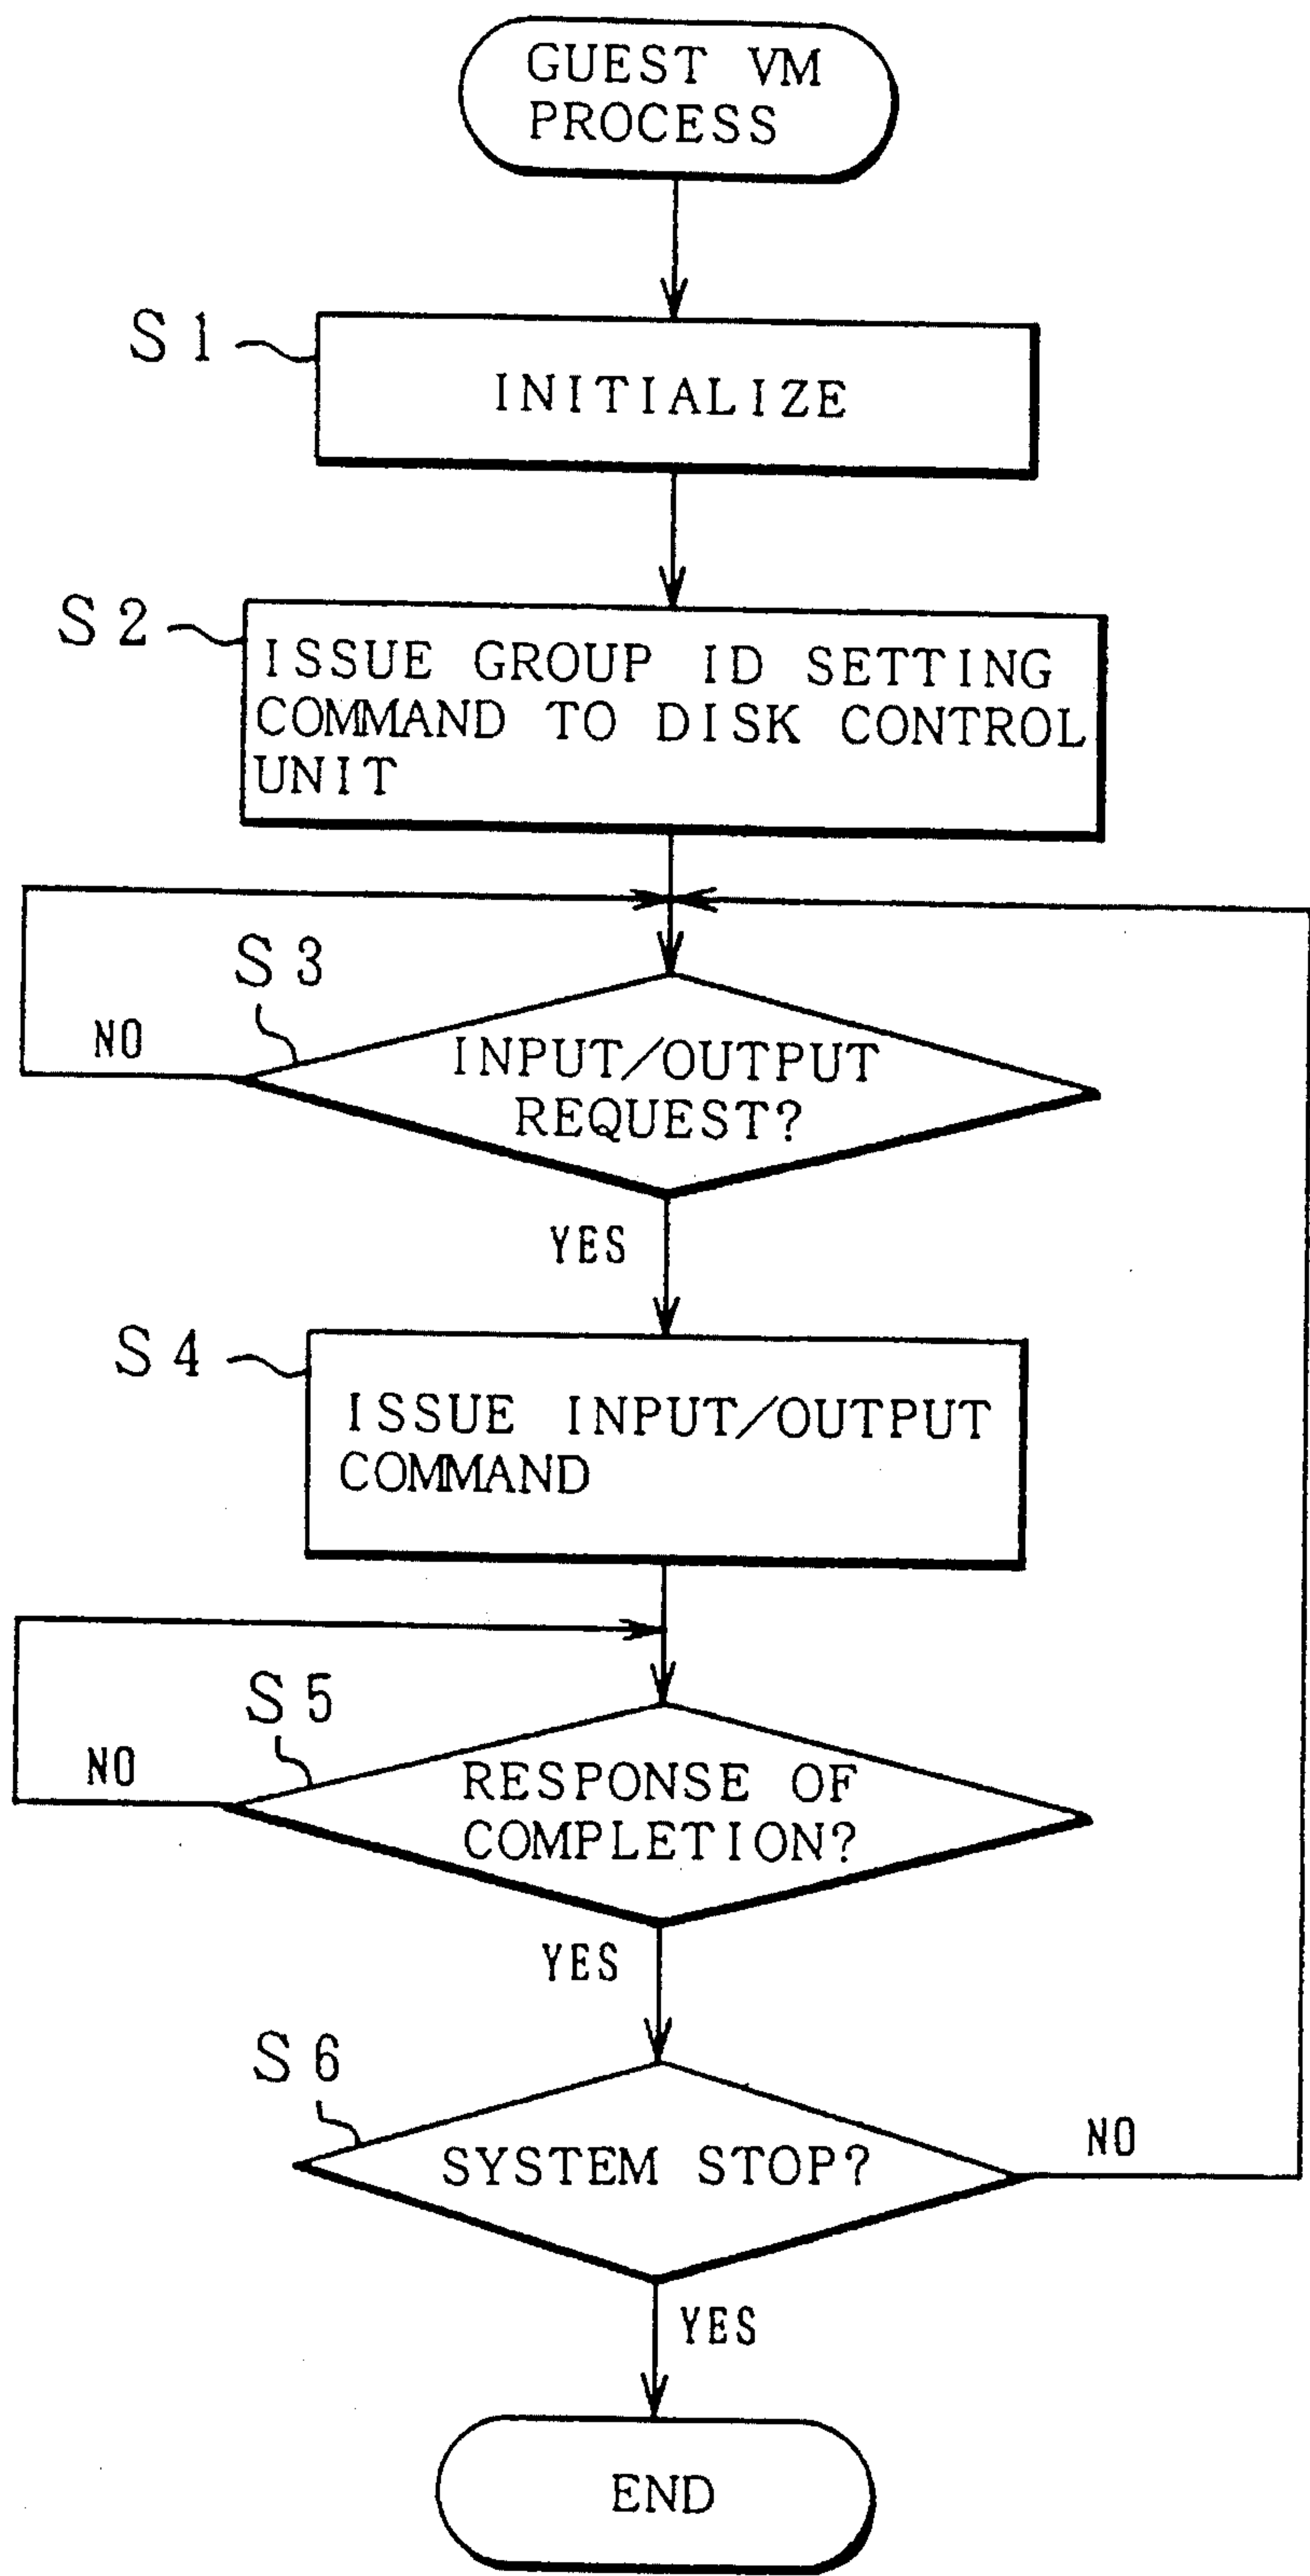 GUEST VM
PROCESS
S1
INITIALIZE
S2
ISSUE GROUP ID SETTING
COMMAND TO DISK CONTROL
UNIT
S3
NO
INPUT/OUTPUT
REQUEST?
YES
S4
ISSUE INPUT/OUTPUT
COMMAND
S5
NO
RESPONSE OF
COMPLETION?
YES
S6
SYSTEM STOP?
NO
YES
END